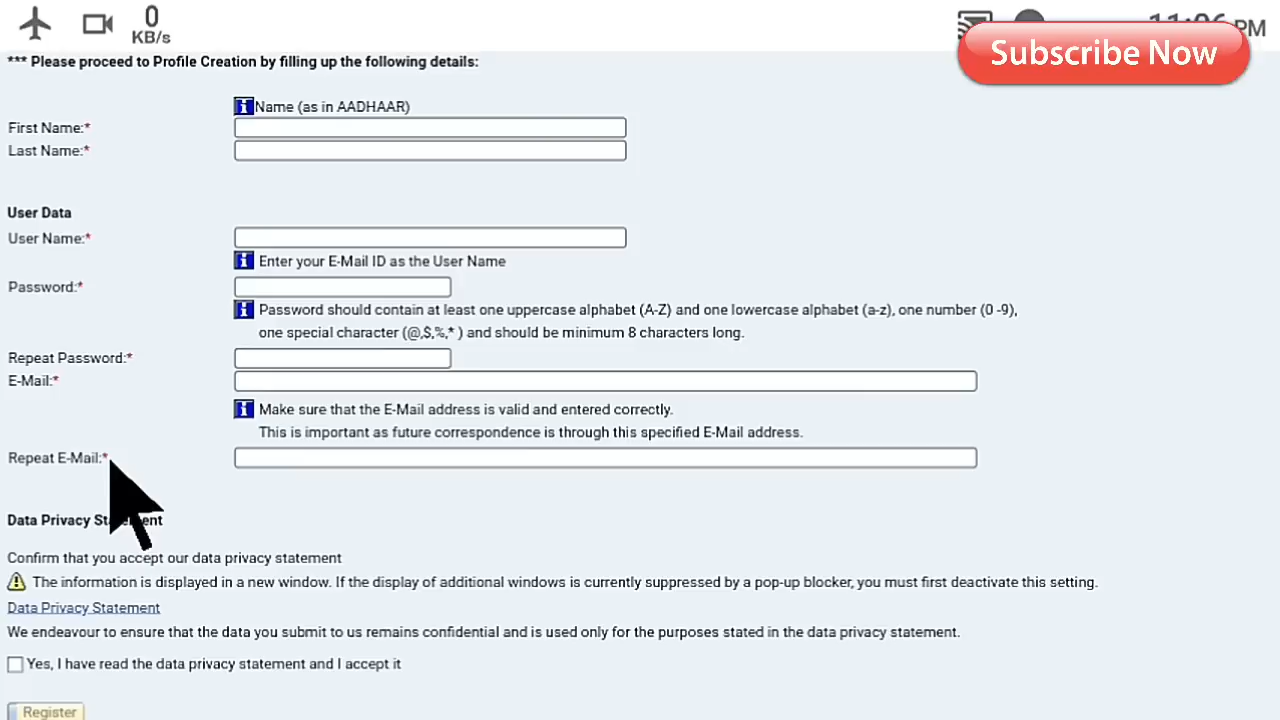 0
KB/s
PM
Subscribe Now
*** Please proceed to Profile Creation by filling up the following details:
Name (as in AADHAAR)
First Name:*
Last Name:*
User Data
User Name:*
Enter your E-Mail ID as the User Name
Password:*
Password should contain at least one uppercase alphabet (A-Z) and one lowercase alphabet (a-z), one number (0 -9),
one special character (@,$,%,* ) and should be minimum 8 characters long.
Repeat Password:*
E-Mail:*
Make sure that the E-Mail address is valid and entered correctly.
This is important as future correspondence is through this specified E-Mail address.
Repeat E-Mail:*
Data Privacy Statement
Confirm that you accept our data privacy statement
The information is displayed in a new window. If the display of additional windows is currently suppressed by a pop-up blocker, you must first deactivate this setting.
Data Privacy Statement
We endeavour to ensure that the data you submit to us remains confidential and is used only for the purposes stated in the data privacy statement.
Yes, I have read the data privacy statement and I accept it
Register